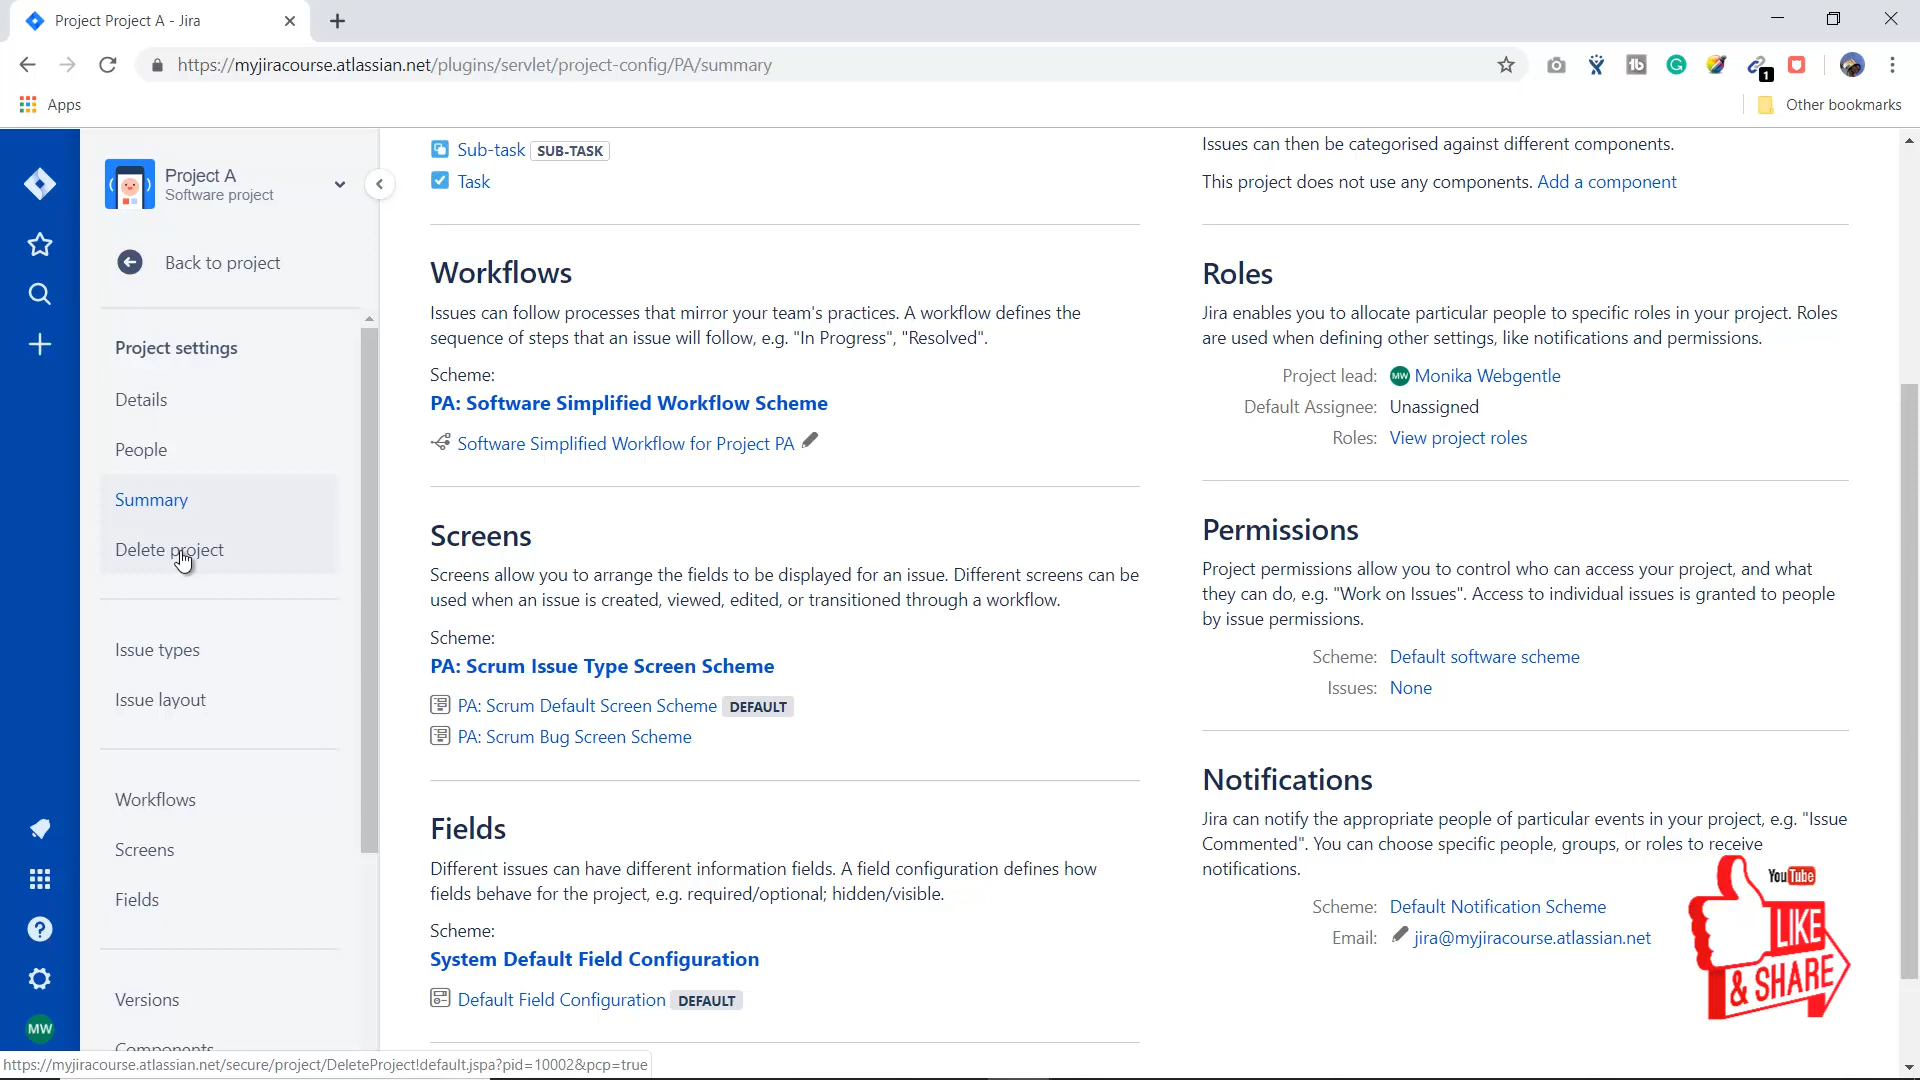 Project Project A - Jira
https://myjiracourse.atlassian.net/plugins/servlet/project-config/PA/summary
1
Apps
Other bookmarks
Project A
Software project
Back to project
Project settings
Details
People
Summary
Delete project
Issue types
Issue layout
Workflows
Screens
Fields
Versions
Components
MW
Sub-task SUB-TASK
Task
Workflows
Issues can follow processes that mirror your team's practices. A workflow defines the
sequence of steps that an issue will follow, e.g. "In Progress", "Resolved".
Scheme:
PA: Software Simplified Workflow Scheme
Software Simplified Workflow for Project PA
Screens
Screens allow you to arrange the fields to be displayed for an issue. Different screens can be
used when an issue is created, viewed, edited, or transitioned through a workflow.
Scheme:
PA: Scrum Issue Type Screen Scheme
PA: Scrum Default Screen Scheme DEFAULT
PA: Scrum Bug Screen Scheme
Fields
Different issues can have different information fields. A field configuration defines how
fields behave for the project, e.g. required/optional; hidden/visible.
Scheme:
System Default Field Configuration
Default Field Configuration DEFAULT
Issues can then be categorised against different components.
This project does not use any components. Add a component
Roles
Jira enables you to allocate particular people to specific roles in your project. Roles
are used when defining other settings, like notifications and permissions.
Project lead: MW Monika Webgentle
Default Assignee: Unassigned
Roles: View project roles
Permissions
Project permissions allow you to control who can access your project, and what
they can do, e.g. "Work on Issues". Access to individual issues is granted to people
by issue permissions.
Scheme: Default software scheme
Issues: None
Notifications
Jira can notify the appropriate people of particular events in your project, e.g. "Issue
Commented". You can choose specific people, groups, or roles to receive
notifications.
Scheme: Default Notification Scheme
Email: jira@myjiracourse.atlassian.net
YouTube
LIKE
& SHARE
https://myjiracourse.atlassian.net/secure/project/DeleteProject!default.jspa?pid=10002&pcp=true